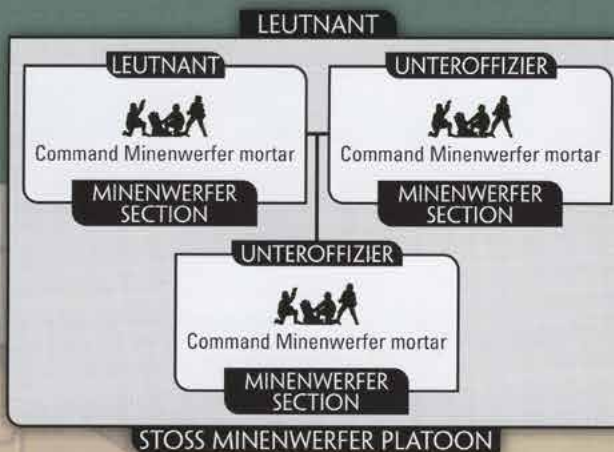 LEUTNANT
LEUTNANT
Command Minenwerfer mortar
MINENWERFER
SECTION
UNTEROFFIZIER
Command Minenwerfer mortar
MINENWERFER
SECTION
UNTEROFFIZIER
Command Minenwerfer mortar
MINENWERFER
SECTION
STOSS MINENWERFER PLATOON